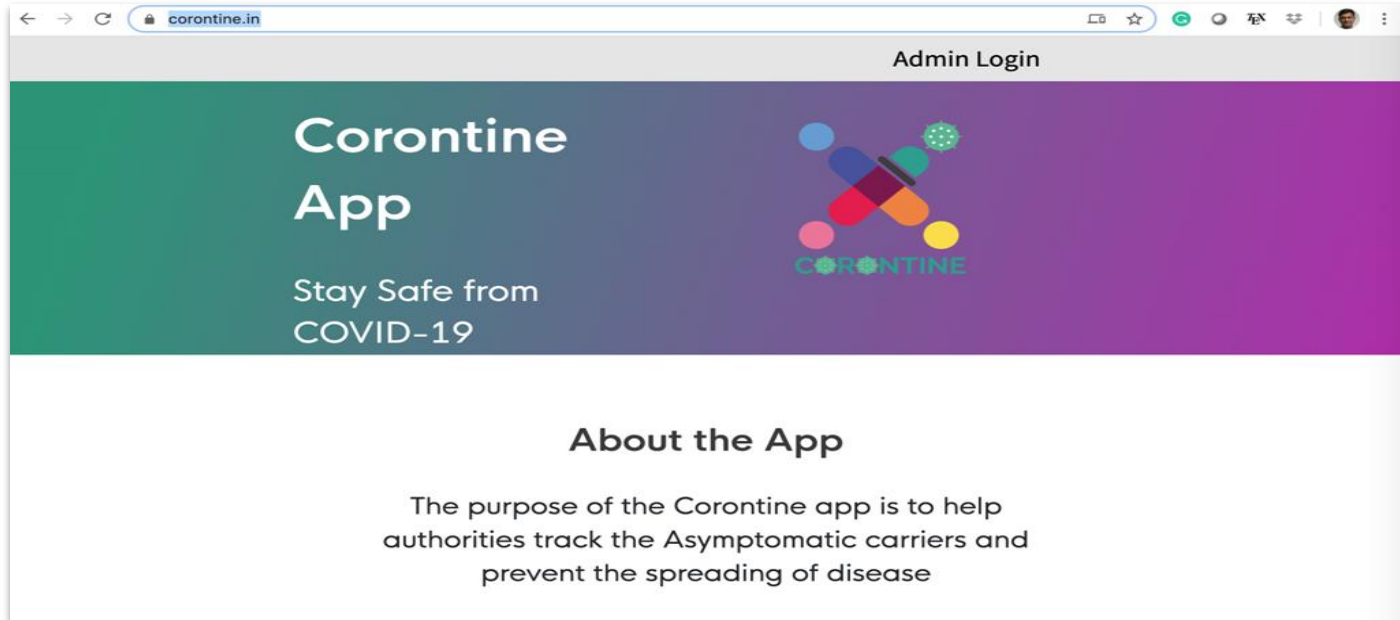 corontine.in
TEX
Admin Login
Corontine
App
CORONTINE
Stay Safe from
COVID-19
About the App
The purpose of the Corontine app is to help
authorities track the Asymptomatic carriers and
prevent the spreading of disease